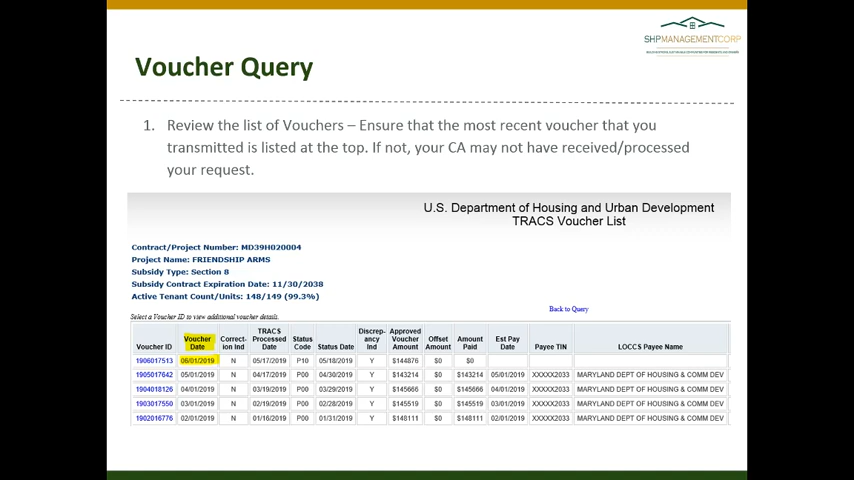 SHPMANAGEMENTCORP
Voucher Query
1. Review the list of Vouchers – Ensure that the most recent voucher that you
transmitted is listed at the top. If not, your CA may not have received/processed
your request.
U.S. Department of Housing and Urban Development
TRACS Voucher List
Contract/Project Number: MD39H020004
Project Name: FRIENDSHIP ARMS
Subsidy Type: Section 8
Subsidy Contract Expiration Date: 11/30/2038
Active Tenant Count/Units: 148/149 (99.3%)
Back to Query
Select a Voucher ID to view additional voucher details.
Voucher ID Voucher Date Correct-ion Ind TRACS Processed Date Status Code Status Date Discrep-ancy Ind Approved Voucher Amount Offset Amount Amount Paid Est Pay Date Payee TIN LOCCS Payee Name
1906017513 06/01/2019 N 05/17/2019 P10 05/18/2019 Y $144876 $0 $0
1905017642 05/01/2019 N 04/17/2019 P00 04/30/2019 Y $143214 $0 $143214 05/01/2019 XXXXX2033 MARYLAND DEPT OF HOUSING & COMM DEV
1904018126 04/01/2019 N 03/19/2019 P00 03/29/2019 Y $145666 $0 $145666 04/01/2019 XXXXX2033 MARYLAND DEPT OF HOUSING & COMM DEV
1903017550 03/01/2019 N 02/19/2019 P00 02/28/2019 Y $145519 $0 $145519 03/01/2019 XXXXX2033 MARYLAND DEPT OF HOUSING & COMM DEV
1902016776 02/01/2019 N 01/16/2019 P00 01/31/2019 Y $148111 $0 $148111 02/01/2019 XXXXX2033 MARYLAND DEPT OF HOUSING & COMM DEV